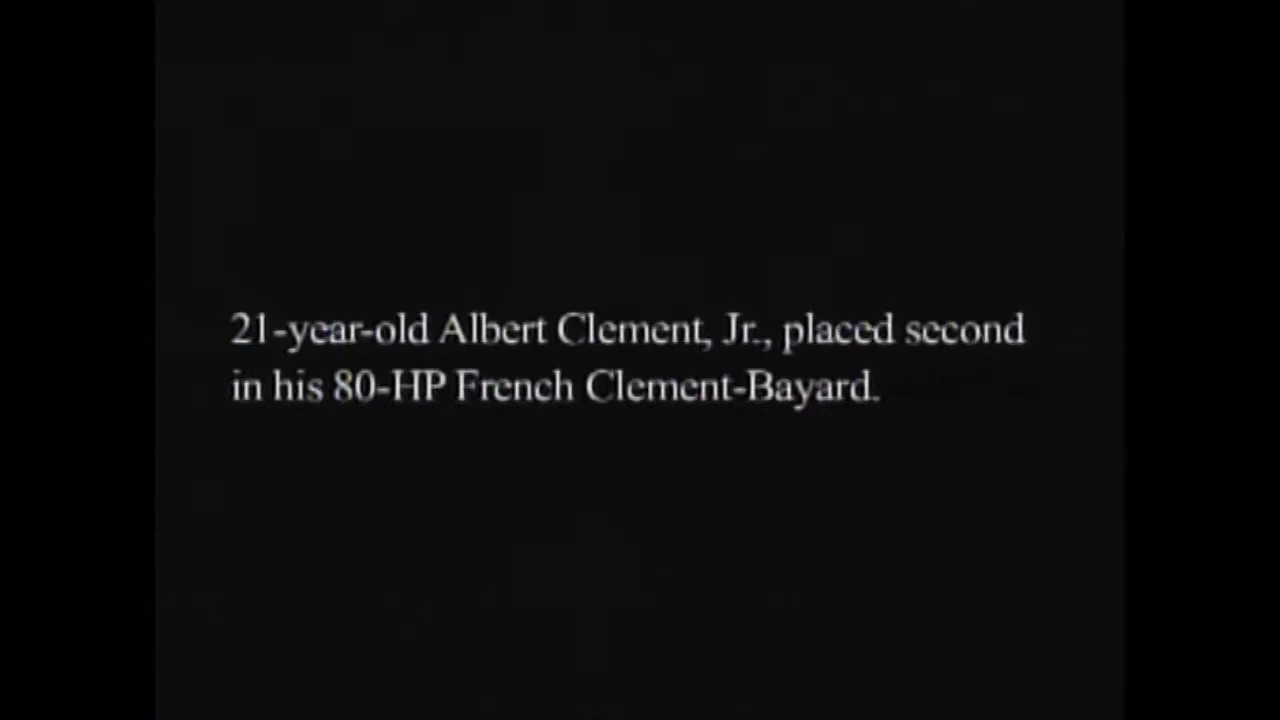 21-year-old Albert Clement, Jr., placed second
in his 80-HP French Clement-Bayard.